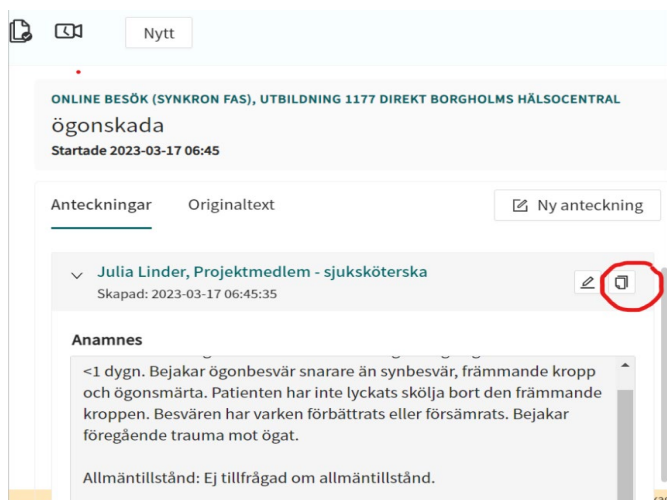 Nytt
ONLINE BESÖK (SYNKRON FAS), UTBILDNING 1177 DIREKT BORGHOLMS HÄLSOCENTRAL
ögonskada
Startade 2023-03-17 06:45
Anteckningar Originaltext Ny anteckning
Julia Linder, Projektmedlem - sjuksköterska
Skapad: 2023-03-17 06:45:35
Anamnes
<1 dygn. Bejakar ögonbesvär snarare än synbesvär, främmande kropp
och ögonsmärta. Patienten har inte lyckats skölja bort den främmande
kroppen. Besvären har varken förbättrats eller försämrats. Bejakar
föregående trauma mot ögat.
Allmäntillstånd: Ej tillfrågad om allmäntillstånd.